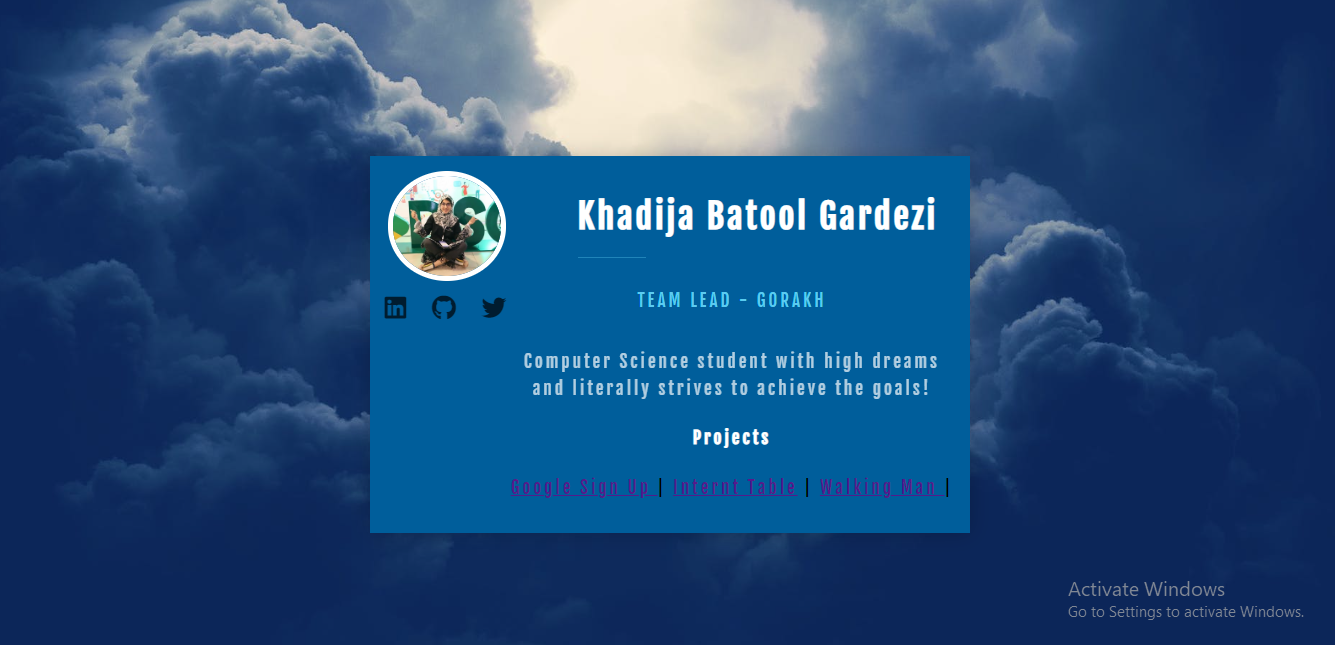 Khadija Batool Gardezi
in
TEAM LEAD - GORAKH
Computer Science student with high dreams
and literally strives to achieve the goals!
Projects
Google Sign Up | Internt Table | Walking Man |
Activate Windows
Go to Settings to activate Windows.